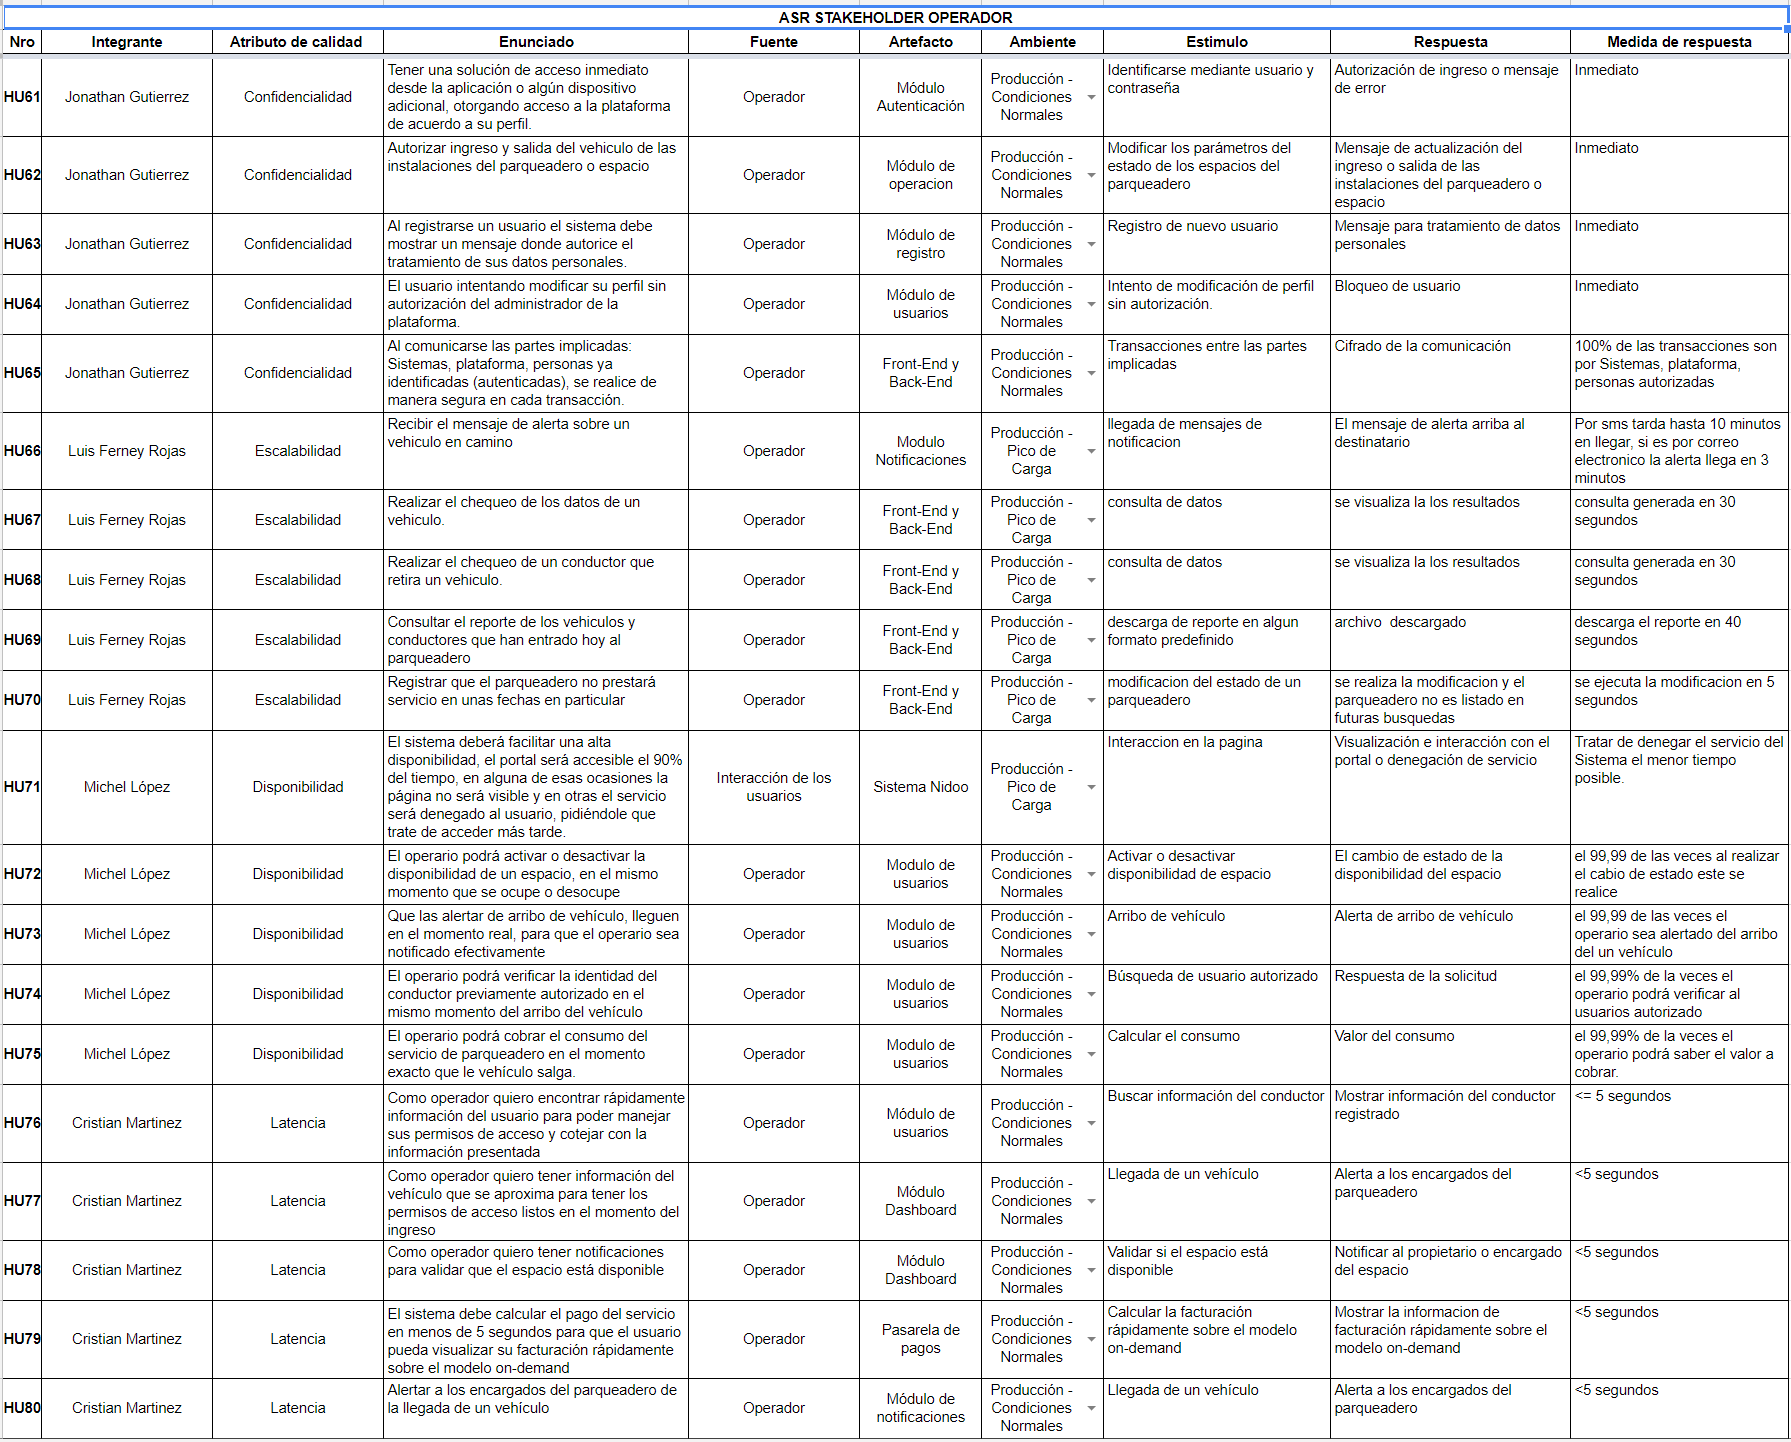 ASR STAKEHOLDER OPERADOR
Nro Integrante Atributo de calidad Enunciado Fuente Artefacto Ambiente Estimulo Respuesta Medida de respuesta
HU61
Jonathan Gutierrez
Confidencialidad
Tener una solución de acceso inmediato
desde la aplicación o algún dispositivo
adicional, otorgando acceso a la plataforma
de acuerdo a su perfil.
Operador
Módulo
Autenticación
Producción -
Condiciones
Normales
Identificarse mediante usuario y
contraseña
Autorización de ingreso o mensaje
de error
Inmediato
HU62
Jonathan Gutierrez
Confidencialidad
Autorizar ingreso y salida del vehiculo de las
instalaciones del parqueadero o espacio
Operador
Módulo de
operacion
Producción -
Condiciones
Normales
Modificar los parámetros del
estado de los espacios del
parqueadero
Mensaje de actualización del
ingreso o salida de las
instalaciones del parqueadero o
espacio
Inmediato
HU63
Jonathan Gutierrez
Confidencialidad
Al registrarse un usuario el sistema debe
mostrar un mensaje donde autorice el
tratamiento de sus datos personales.
Operador
Módulo de
registro
Producción -
Condiciones
Normales
Registro de nuevo usuario
Mensaje para tratamiento de datos
personales
Inmediato
HU64
Jonathan Gutierrez
Confidencialidad
El usuario intentando modificar su perfil sin
autorización del administrador de la
plataforma.
Operador
Módulo de
usuarios
Producción -
Condiciones
Normales
Intento de modificación de perfil
sin autorización.
Bloqueo de usuario
Inmediato
HU65
Jonathan Gutierrez
Confidencialidad
Al comunicarse las partes implicadas:
Sistemas, plataforma, personas ya
identificadas (autenticadas), se realice de
manera segura en cada transacción.
Operador
Front-End y
Back-End
Producción -
Condiciones
Normales
Transacciones entre las partes
implicadas
Cifrado de la comunicación
100% de las transacciones son
por Sistemas, plataforma,
personas autorizadas
HU66
Luis Ferney Rojas
Escalabilidad
Recibir el mensaje de alerta sobre un
vehiculo en camino
Operador
Modulo
Notificaciones
Producción -
Pico de
Carga
llegada de mensajes de
notificacion
El mensaje de alerta arriba al
destinatario
Por sms tarda hasta 10 minutos
en llegar, si es por correo
electronico la alerta llega en 3
minutos
HU67
Luis Ferney Rojas
Escalabilidad
Realizar el chequeo de los datos de un
vehiculo.
Operador
Front-End y
Back-End
Producción -
Pico de
Carga
consulta de datos
se visualiza la los resultados
consulta generada en 30
segundos
HU68
Luis Ferney Rojas
Escalabilidad
Realizar el chequeo de un conductor que
retira un vehiculo.
Operador
Front-End y
Back-End
Producción -
Pico de
Carga
consulta de datos
se visualiza la los resultados
consulta generada en 30
segundos
HU69
Luis Ferney Rojas
Escalabilidad
Consultar el reporte de los vehiculos y
conductores que han entrado hoy al
parqueadero
Operador
Front-End y
Back-End
Producción -
Pico de
Carga
descarga de reporte en algun
formato predefinido
archivo  descargado
descarga el reporte en 40
segundos
HU70
Luis Ferney Rojas
Escalabilidad
Registrar que el parqueadero no prestará
servicio en unas fechas en particular
Operador
Front-End y
Back-End
Producción -
Pico de
Carga
modificacion del estado de un
parqueadero
se realiza la modificacion y el
parqueadero no es listado en
futuras busquedas
se ejecuta la modificacion en 5
segundos
HU71
Michel López
Disponibilidad
El sistema deberá facilitar una alta
disponibilidad, el portal será accesible el 90%
del tiempo, en alguna de esas ocasiones la
página no será visible y en otras el servicio
será denegado al usuario, pidiéndole que
trate de acceder más tarde.
Interacción de los
usuarios
Sistema Nidoo
Producción -
Pico de
Carga
Interaccion en la pagina
Visualización e interacción con el
portal o denegación de servicio
Tratar de denegar el servicio del
Sistema el menor tiempo
posible.
HU72
Michel López
Disponibilidad
El operario podrá activar o desactivar la
disponibilidad de un espacio, en el mismo
momento que se ocupe o desocupe
Operador
Modulo de
usuarios
Producción -
Condiciones
Normales
Activar o desactivar
disponibilidad de espacio
El cambio de estado de la
disponibilidad del espacio
el 99,99 de las veces al realizar
el cabio de estado este se
realice
HU73
Michel López
Disponibilidad
Que las alertar de arribo de vehículo, lleguen
en el momento real, para que el operario sea
notificado efectivamente
Operador
Modulo de
usuarios
Producción -
Condiciones
Normales
Arribo de vehículo
Alerta de arribo de vehículo
el 99,99 de las veces el
operario sea alertado del arribo
del un vehículo
HU74
Michel López
Disponibilidad
El operario podrá verificar la identidad del
conductor previamente autorizado en el
mismo momento del arribo del vehículo
Operador
Modulo de
usuarios
Producción -
Condiciones
Normales
Búsqueda de usuario autorizado
Respuesta de la solicitud
el 99,99% de la veces el
operario podrá verificar al
usuarios autorizado
HU75
Michel López
Disponibilidad
El operario podrá cobrar el consumo del
servicio de parqueadero en el momento
exacto que le vehículo salga.
Operador
Modulo de
usuarios
Producción -
Condiciones
Normales
Calcular el consumo
Valor del consumo
el 99,99% de la veces el
operario podrá saber el valor a
cobrar.
HU76
Cristian Martinez
Latencia
Como operador quiero encontrar rápidamente
información del usuario para poder manejar
sus permisos de acceso y cotejar con la
información presentada
Operador
Módulo de
usuarios
Producción -
Condiciones
Normales
Buscar información del conductor
Mostrar información del conductor
registrado
<= 5 segundos
HU77
Cristian Martinez
Latencia
Como operador quiero tener información del
vehículo que se aproxima para tener los
permisos de acceso listos en el momento del
ingreso
Operador
Módulo
Dashboard
Producción -
Condiciones
Normales
Llegada de un vehículo
Alerta a los encargados del
parqueadero
<5 segundos
HU78
Cristian Martinez
Latencia
Como operador quiero tener notificaciones
para validar que el espacio está disponible
Operador
Módulo
Dashboard
Producción -
Condiciones
Normales
Validar si el espacio está
disponible
Notificar al propietario o encargado
del espacio
<5 segundos
HU79
Cristian Martinez
Latencia
El sistema debe calcular el pago del servicio
en menos de 5 segundos para que el usuario
pueda visualizar su facturación rápidamente
sobre el modelo on-demand
Operador
Pasarela de
pagos
Producción -
Condiciones
Normales
Calcular la facturación
rápidamente sobre el modelo
on-demand
Mostrar la informacion de
facturación rápidamente sobre el
modelo on-demand
<5 segundos
HU80
Cristian Martinez
Latencia
Alertar a los encargados del parqueadero de
la llegada de un vehículo
Operador
Módulo de
notificaciones
Producción -
Condiciones
Normales
Llegada de un vehículo
Alerta a los encargados del
parqueadero
<5 segundos